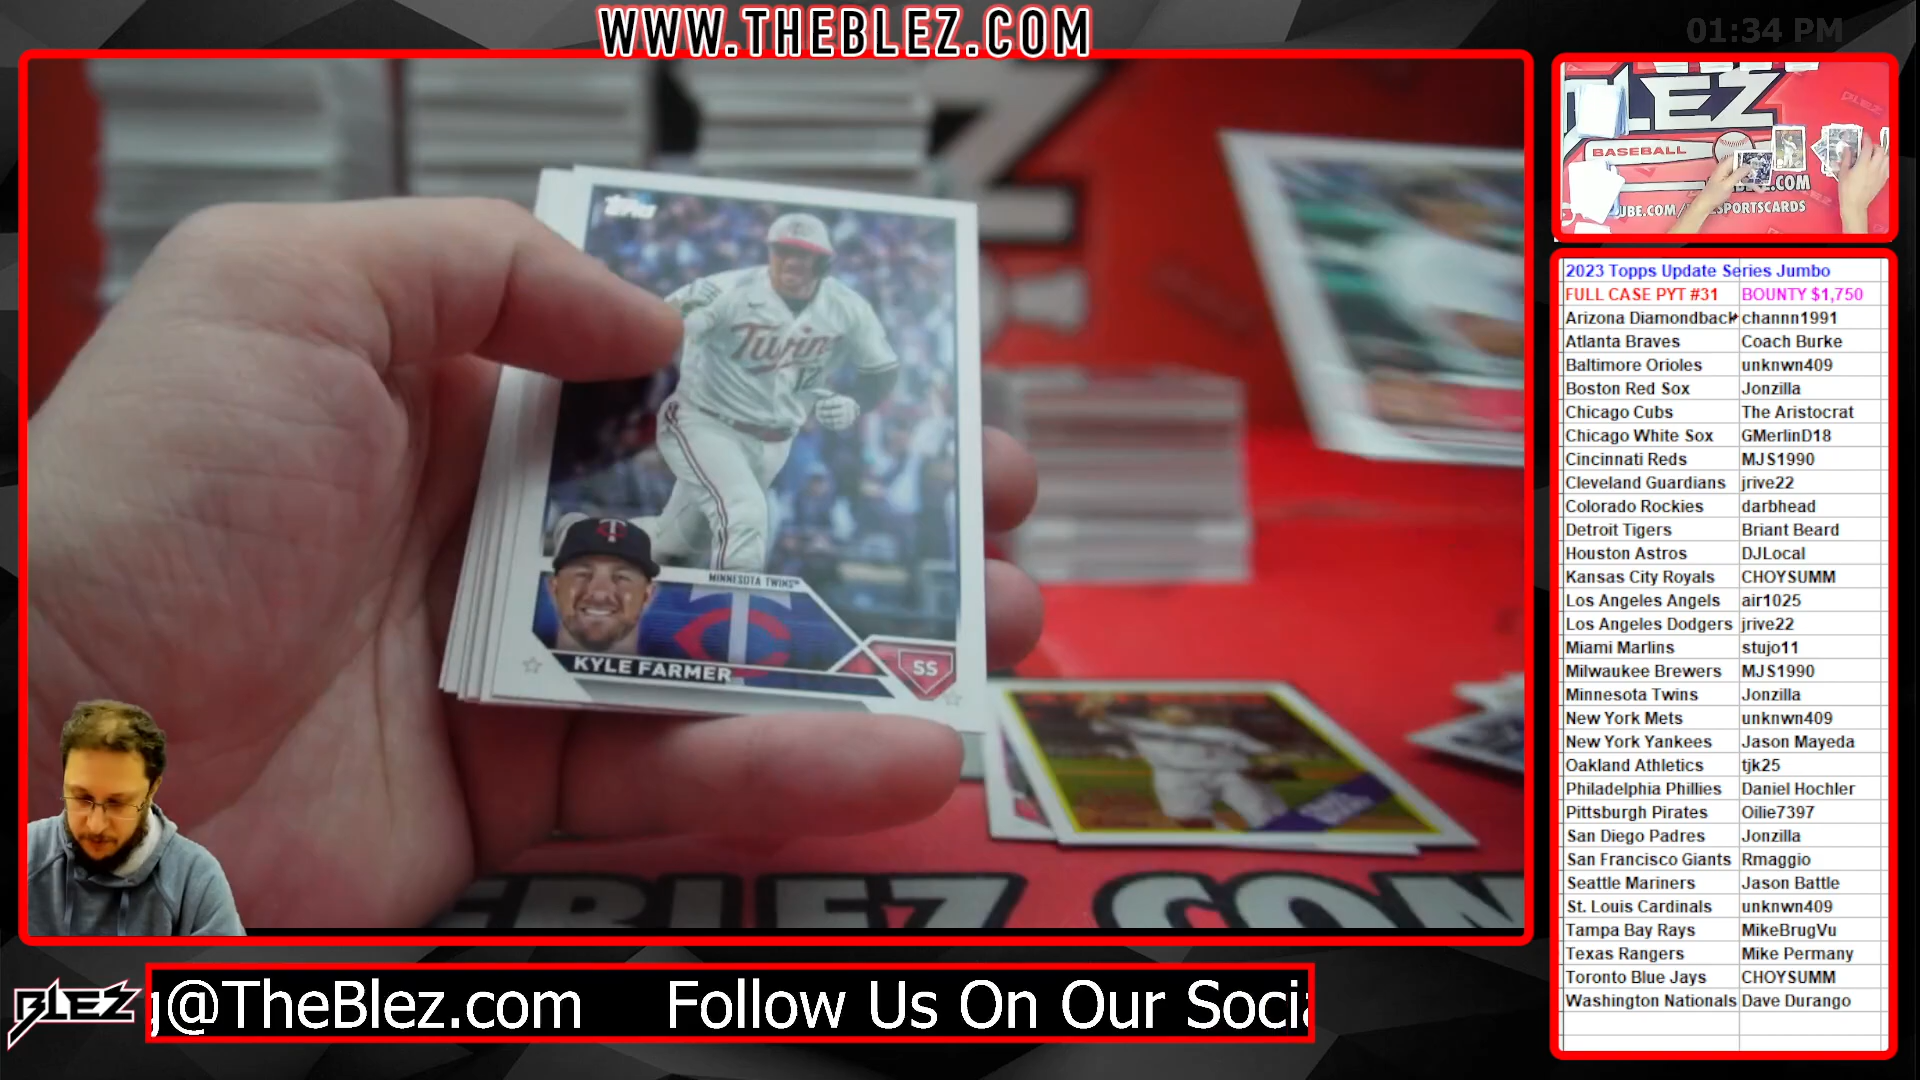 WWW.THEBLEZ.COM
01:34 PM
topps
Twins
12
MINNESOTA TWINS
KYLE FARMER
SS
LEZ
BASEBALL
.COM
UBE.COM/
SPORTSCARDS
2023 Topps Update Series Jumbo
FULL CASE PYT #31 BOUNTY $1,750
Arizona Diamondback channn1991
Atlanta Braves Coach Burke
Baltimore Orioles unknwn409
Boston Red Sox Jonzilla
Chicago Cubs The Aristocrat
Chicago White Sox GMerlinD18
Cincinnati Reds MJS1990
Cleveland Guardians jrive22
Colorado Rockies darbhead
Detroit Tigers Briant Beard
Houston Astros DJLocal
Kansas City Royals CHOYSUMM
Los Angeles Angels air1025
Los Angeles Dodgers jrive22
Miami Marlins stujo11
Milwaukee Brewers MJS1990
Minnesota Twins Jonzilla
New York Mets unknwn409
New York Yankees Jason Mayeda
Oakland Athletics tjk25
Philadelphia Phillies Daniel Hochler
Pittsburgh Pirates Oilie7397
San Diego Padres Jonzilla
San Francisco Giants Rmaggio
Seattle Mariners Jason Battle
St. Louis Cardinals unknwn409
Tampa Bay Rays MikeBrugVu
Texas Rangers Mike Permany
Toronto Blue Jays CHOYSUMM
Washington Nationals Dave Durango
BLEZ
g@TheBlez.com Follow Us On Our Socia